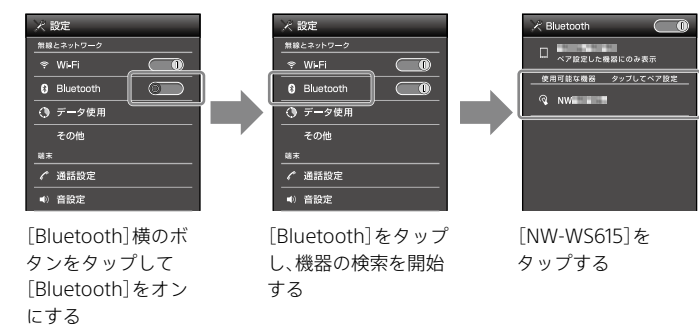 設定
無線とネットワーク
Wi-Fi
Bluetooth
データ使用
その他
端末
通話設定
音設定
[Bluetooth]横のボ
タンをタップして
[Bluetooth]をオン
にする
設定
無線とネットワーク
Wi-Fi
Bluetooth
データ使用
その他
端末
通話設定
音設定
[Bluetooth]をタップ
し、機器の検索を開始
する
Bluetooth
ペア設定した機器にのみ表示
使用可能な機器 タップしてペア設定
NW
[NW-WS615]を
タップする